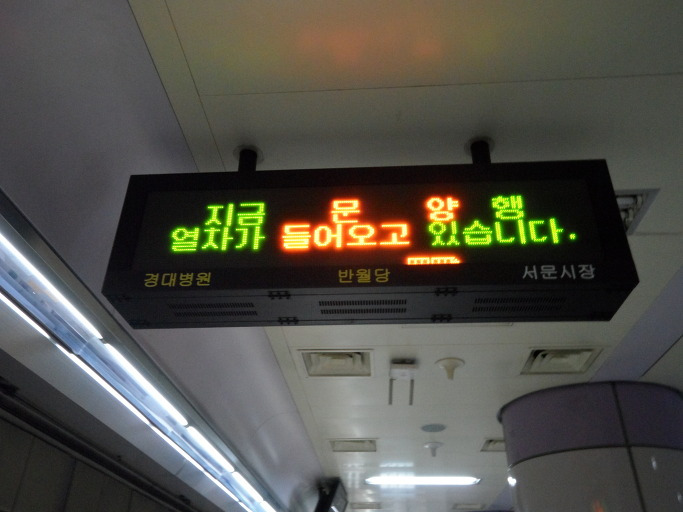 지금 문양행
열차가 들어오고 있습니다.
경대병원 반월당 서문시장